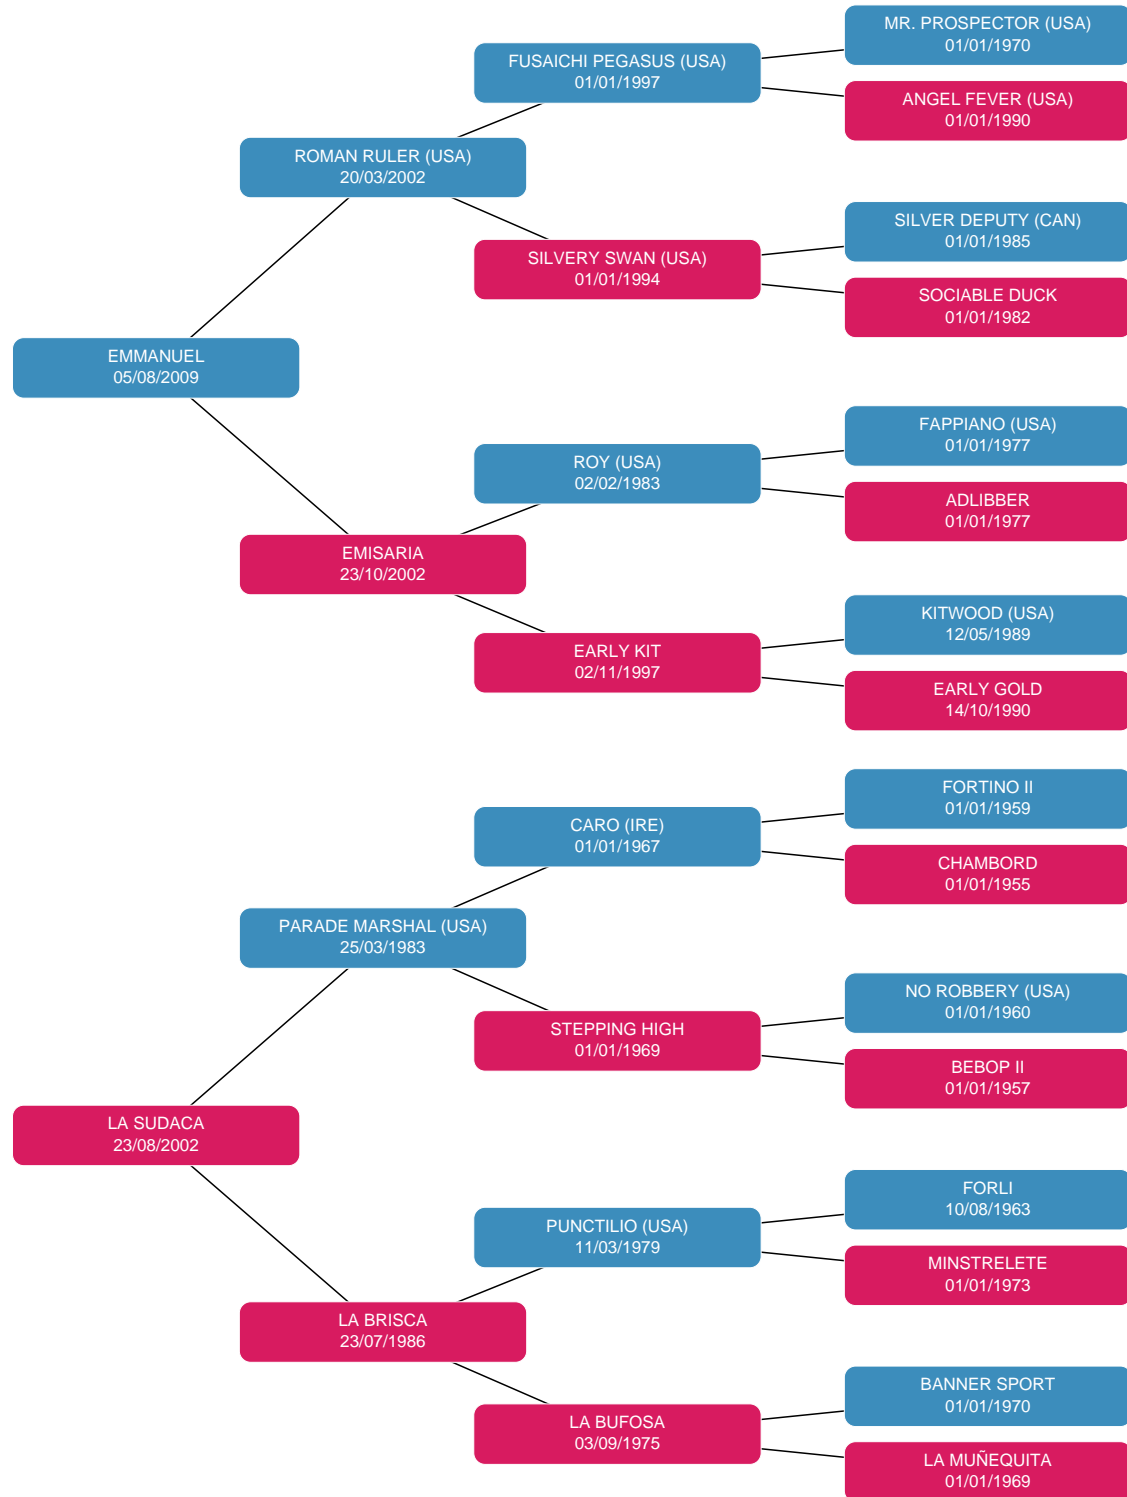 MR. PROSPECTOR (USA)
01/01/1970
FUSAICHI PEGASUS (USA)
01/01/1997
ANGEL FEVER (USA)
01/01/1990
ROMAN RULER (USA)
20/03/2002
SILVER DEPUTY (CAN)
01/01/1985
SILVERY SWAN (USA)
01/01/1994
SOCIABLE DUCK
01/01/1982
EMMANUEL
05/08/2009
FAPPIANO (USA)
01/01/1977
ROY (USA)
02/02/1983
ADLIBBER
01/01/1977
EMISARIA
23/10/2002
KITWOOD (USA)
12/05/1989
EARLY KIT
02/11/1997
EARLY GOLD
14/10/1990
FORTINO II
01/01/1959
CARO (IRE)
01/01/1967
CHAMBORD
01/01/1955
PARADE MARSHAL (USA)
25/03/1983
NO ROBBERY (USA)
01/01/1960
STEPPING HIGH
01/01/1969
BEBOP II
01/01/1957
LA SUDACA
23/08/2002
FORLI
10/08/1963
PUNCTILIO (USA)
11/03/1979
MINSTRELETE
01/01/1973
LA BRISCA
23/07/1986
BANNER SPORT
01/01/1970
LA BUFOSA
03/09/1975
LA MUÑEQUITA
01/01/1969